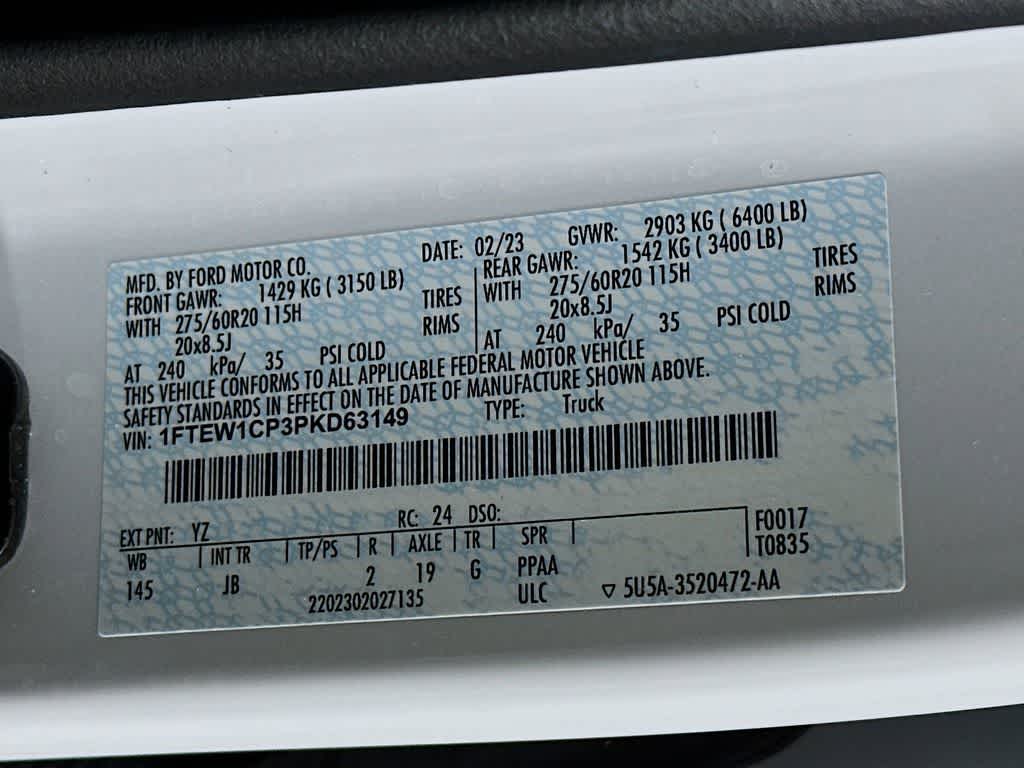 MFD. BY FORD MOTOR CO.
DATE: 02/23 GVWR: 2903 KG ( 6400 LB)
FRONT GAWR: 1429 KG ( 3150 LB)
WITH 275/60R20 115H TIRES
20x8.5J RIMS
AT 240 kPa/ 35 PSI COLD
REAR GAWR: 1542 KG ( 3400 LB)
WITH 275/60R20 115H TIRES
20x8.5J RIMS
AT 240 kPa/ 35 PSI COLD
THIS VEHICLE CONFORMS TO ALL APPLICABLE FEDERAL MOTOR VEHICLE
SAFETY STANDARDS IN EFFECT ON THE DATE OF MANUFACTURE SHOWN ABOVE.
VIN: 1FTEW1CP3PKD63149 TYPE: Truck
EXT PNT: YZ RC: 24 DSO: F0017
WB INT TR TP/PS R AXLE TR SPR T0835
145 JB 2 19 G PPAA
2202302027135 ULC 5U5A-3520472-AA